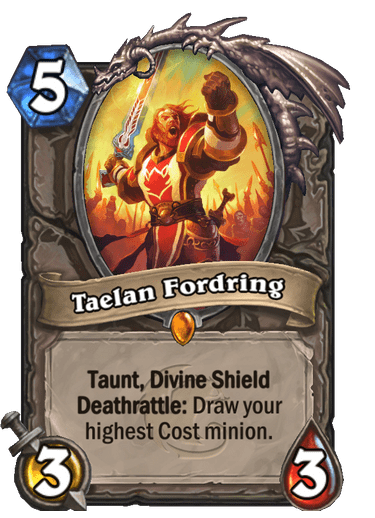 5
Taelan Fordring
Taunt, Divine Shield
Deathrattle: Draw your
highest Cost minion.
3
3